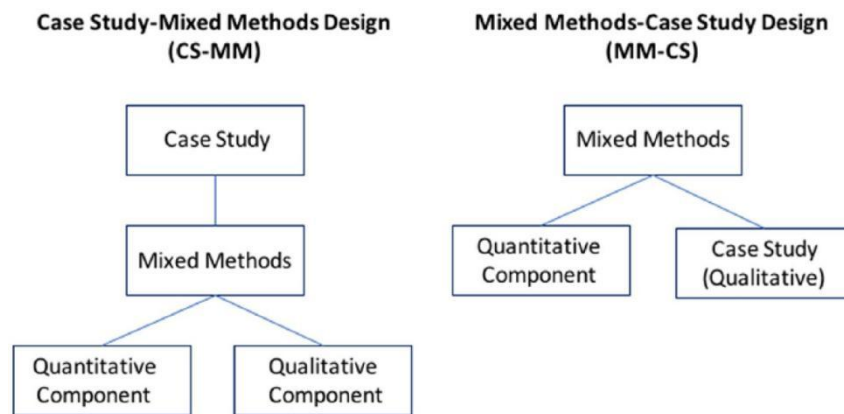 Case Study-Mixed Methods Design
(CS-MM)
Case Study
Mixed Methods
Quantitative
Component
Qualitative
Component
Mixed Methods-Case Study Design
(MM-CS)
Mixed Methods
Quantitative
Component
Case Study
(Qualitative)